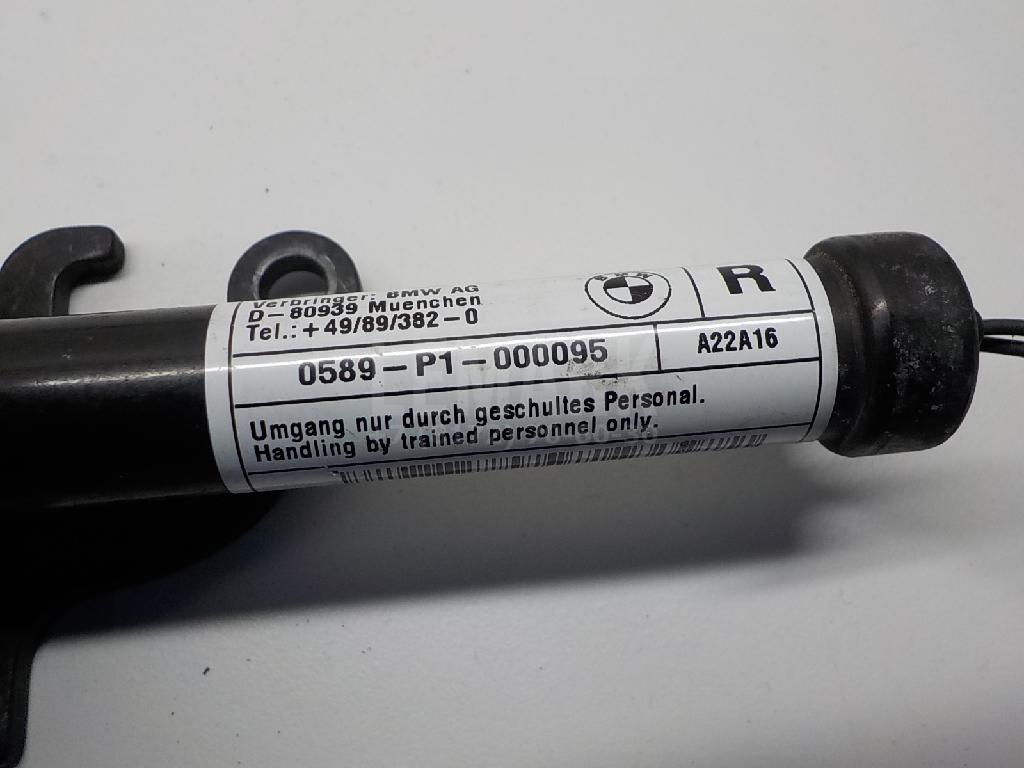 Verbringer: BMW AG
D-80939 Muenchen
Tel.: +49/89/382-0
BMW
R
0589-P1-000095
A22A16
Umgang nur durch geschultes Personal.
Handling by trained personnel only.